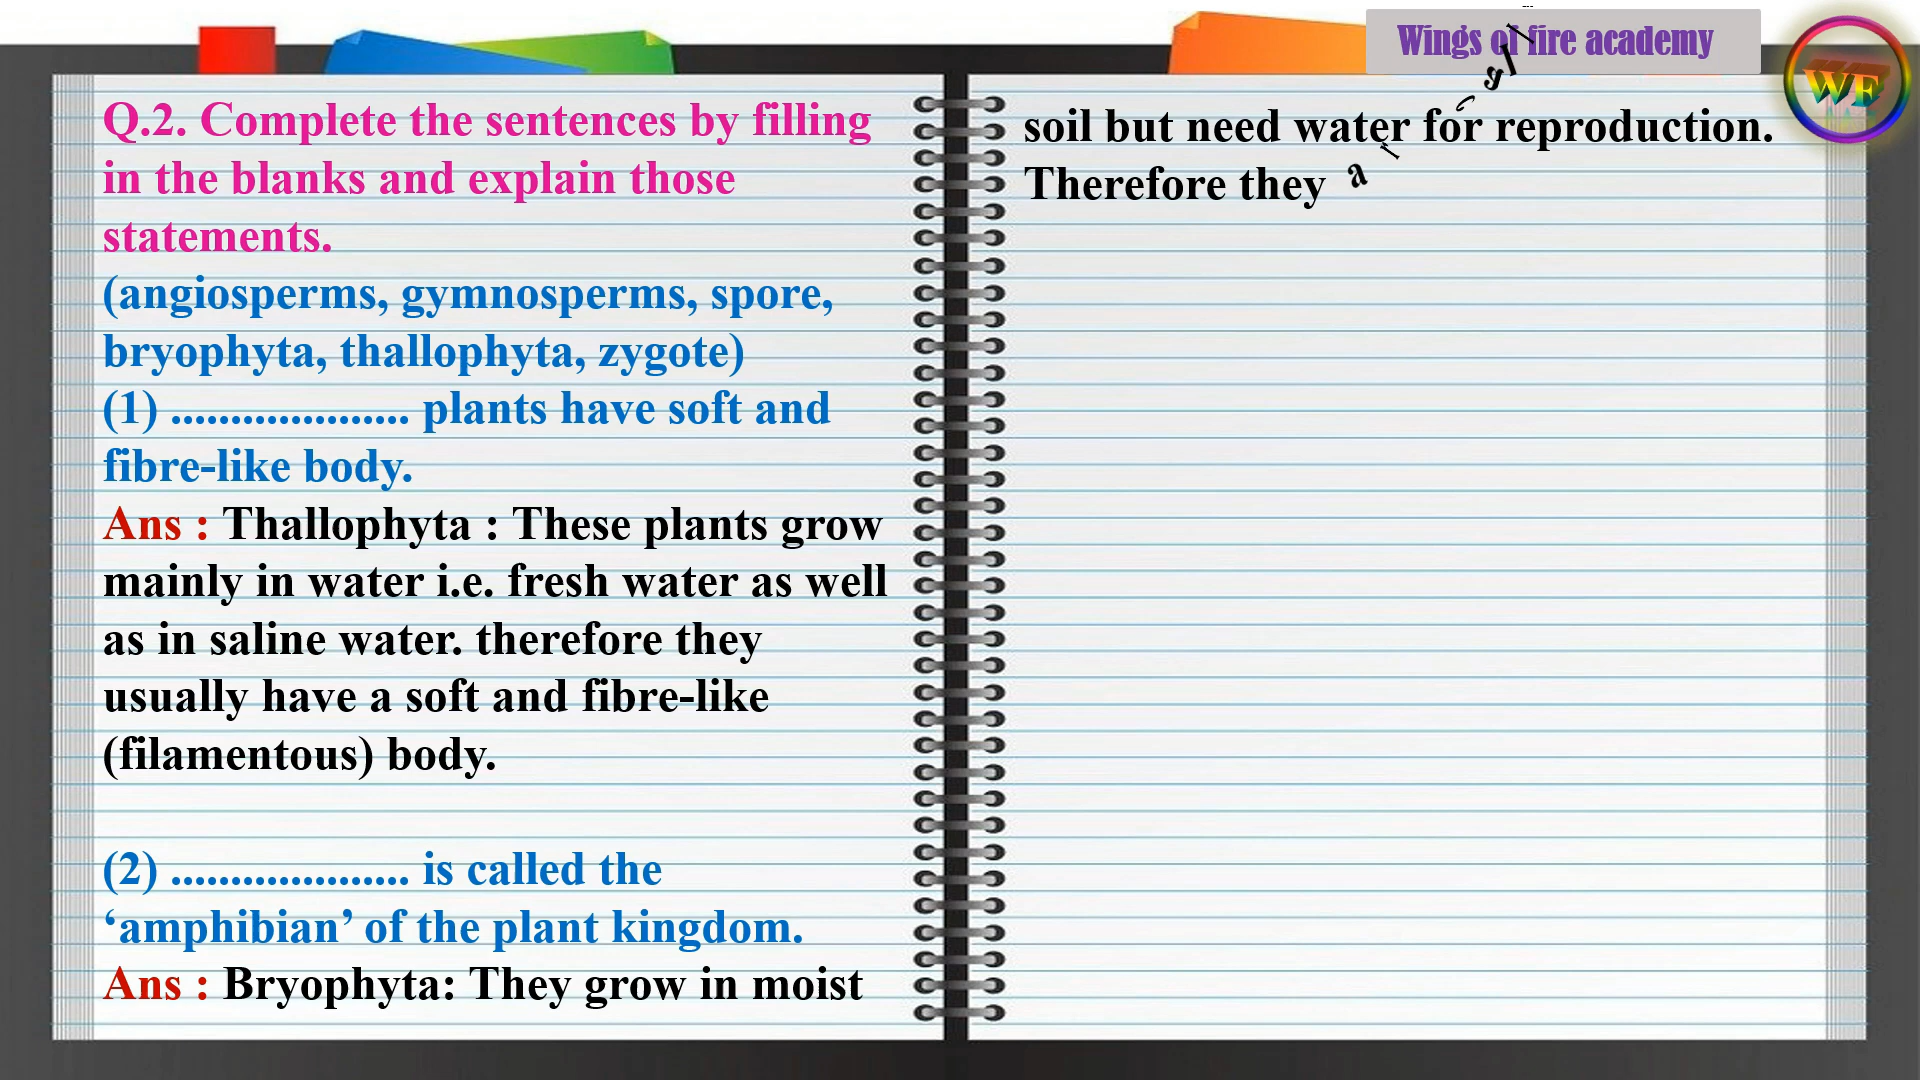 Wings of fire academy
WF
Q.2. Complete the sentences by filling
in the blanks and explain those
statements.
(angiosperms, gymnosperms, spore,
bryophyta, thallophyta, zygote)
(1) .................... plants have soft and
fibre-like body.
Ans : Thallophyta : These plants grow
mainly in water i.e. fresh water as well
as in saline water. therefore they
usually have a soft and fibre-like
(filamentous) body.
(2) .................... is called the
‘amphibian’ of the plant kingdom.
Ans : Bryophyta: They grow in moist
soil but need water for reproduction.
Therefore they a